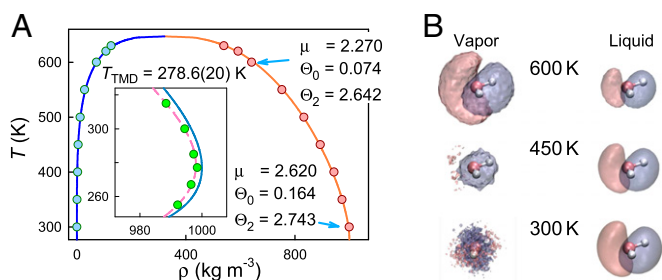 A
T (K)
600
500
400
300
T_TMD = 278.6(20) K
300
260
980
1000
μ = 2.270
Θ₀ = 0.074
Θ₂ = 2.642
μ = 2.620
Θ₀ = 0.164
Θ₂ = 2.743
0
400
800
ρ (kg m⁻³)
B
Vapor
Liquid
600 K
450 K
300 K